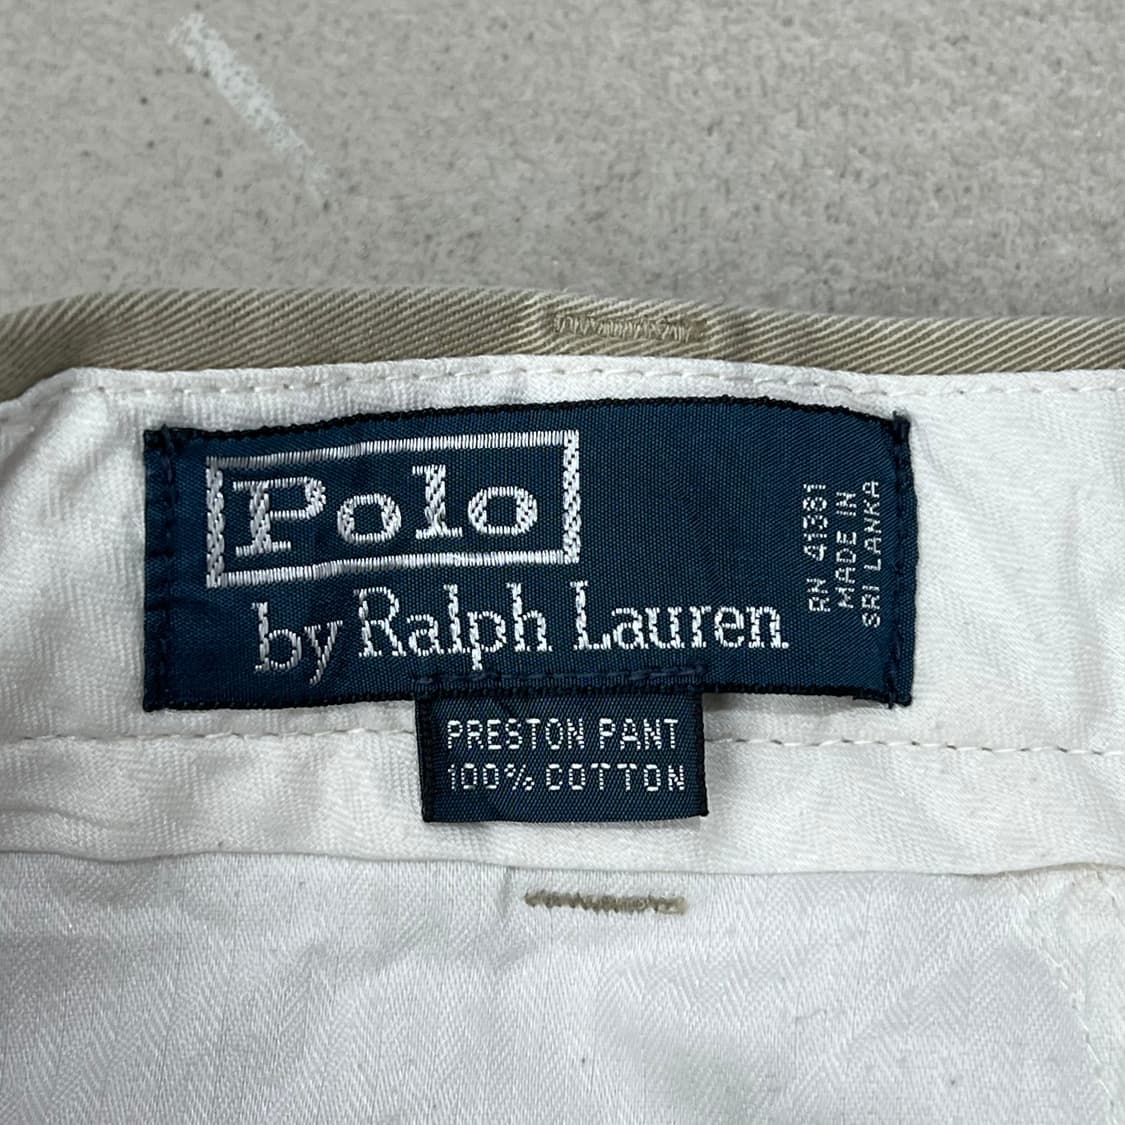 Polo
by Ralph Lauren
RN 41381
MADE IN
SRI LANKA
PRESTON PANT
100% COTTON